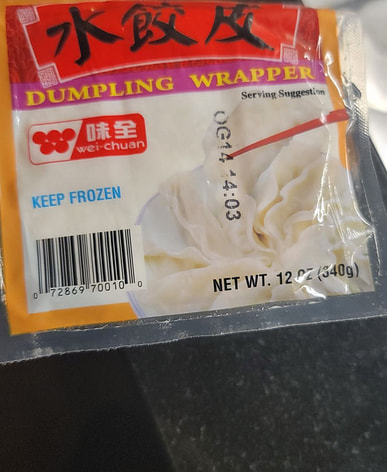 水餃皮
DUMPLING WRAPPER
Serving Suggestion
味全
wei-chuan
OG14 14:03
KEEP FROZEN
0 72869 70010 0
NET WT. 12 OZ (340g)